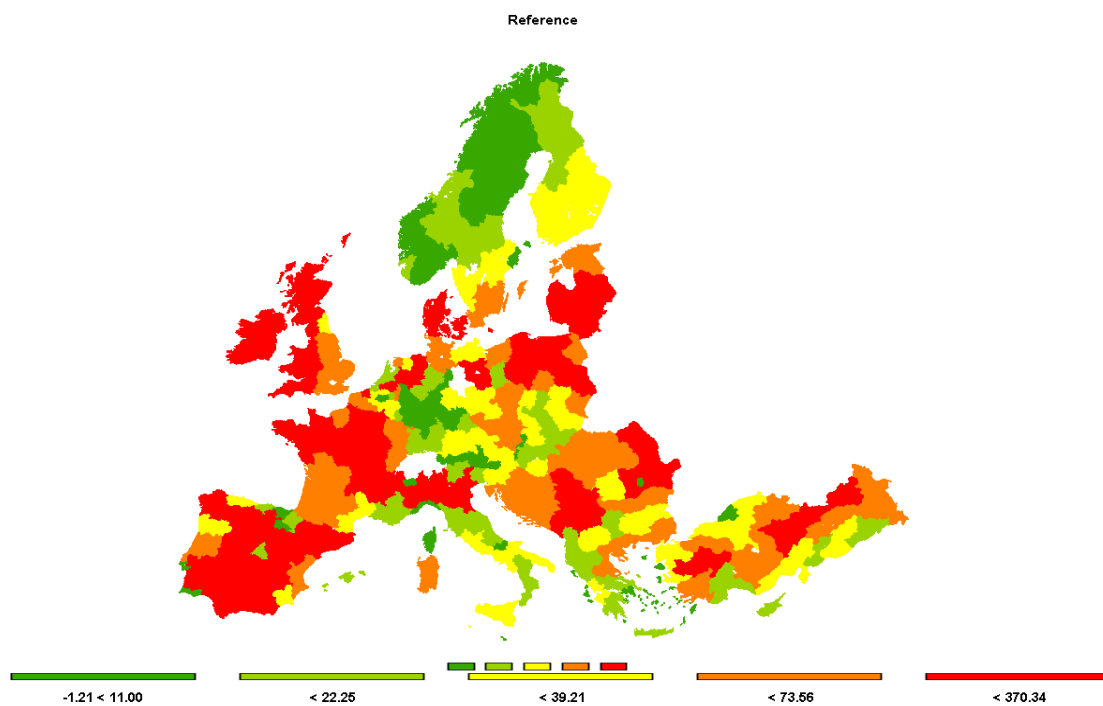 Reference
-1.21 < 11.00
< 22.25
< 39.21
< 73.56
< 370.34